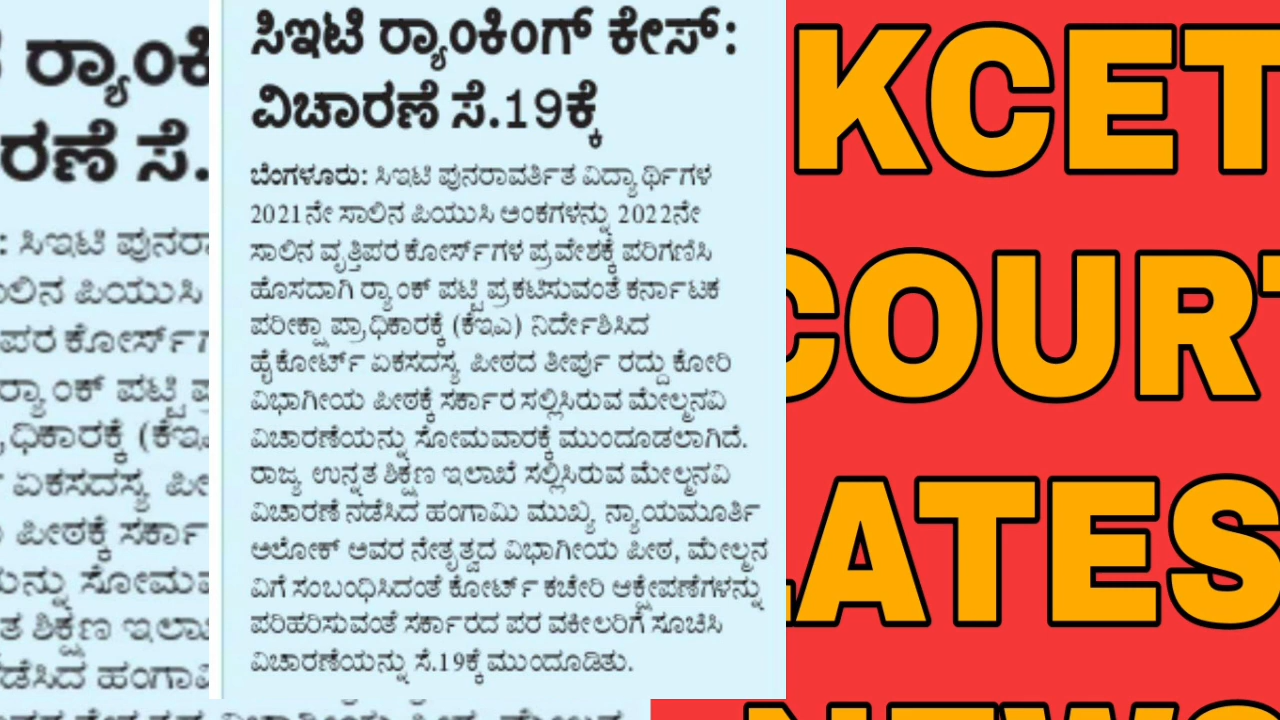 ಸಿಇಟಿ ರ‍್ಯಾಂಕಿಂಗ್ ಕೇಸ್:
ವಿಚಾರಣೆ ಸೆ.19ಕ್ಕೆ
ಬೆಂಗಳೂರು: ಸಿಇಟಿ ಪುನರಾವರ್ತಿತ ವಿದ್ಯಾರ್ಥಿಗಳ
2021ನೇ ಸಾಲಿನ ಪಿಯುಸಿ ಅಂಕಗಳನ್ನು 2022ನೇ
ಸಾಲಿನ ವೃತ್ತಿಪರ ಕೋರ್ಸ್‌ಗಳ ಪ್ರವೇಶಕ್ಕೆ ಪರಿಗಣಿಸಿ
ಹೊಸದಾಗಿ ರ‍್ಯಾಂಕ್ ಪಟ್ಟಿ ಪ್ರಕಟಿಸುವಂತೆ ಕರ್ನಾಟಕ
ಪರೀಕ್ಷಾ ಪ್ರಾಧಿಕಾರಕ್ಕೆ (ಕೆಇಎ) ನಿರ್ದೇಶಿಸಿದ
ಹೈಕೋರ್ಟ್ ಏಕಸದಸ್ಯ ಪೀಠದ ತೀರ್ಪು ರದ್ದು ಕೋರಿ
ವಿಭಾಗೀಯ ಪೀಠಕ್ಕೆ ಸರ್ಕಾರ ಸಲ್ಲಿಸಿರುವ ಮೇಲ್ಮನವಿ
ವಿಚಾರಣೆಯನ್ನು ಸೋಮವಾರಕ್ಕೆ ಮುಂದೂಡಲಾಗಿದೆ.
ರಾಜ್ಯ ಉನ್ನತ ಶಿಕ್ಷಣ ಇಲಾಖೆ ಸಲ್ಲಿಸಿರುವ ಮೇಲ್ಮನವಿ
ವಿಚಾರಣೆ ನಡೆಸಿದ ಹಂಗಾಮಿ ಮುಖ್ಯ ನ್ಯಾಯಮೂರ್ತಿ
ಅಲೋಕ್ ಅವರ ನೇತೃತ್ವದ ವಿಭಾಗೀಯ ಪೀಠ, ಮೇಲ್ಮನ
ವಿಗೆ ಸಂಬಂಧಿಸಿದಂತೆ ಕೋರ್ಟ್ ಕಚೇರಿ ಆಕ್ಷೇಪಣೆಗಳನ್ನು
ಪರಿಹರಿಸುವಂತೆ ಸರ್ಕಾರದ ಪರ ವಕೀಲರಿಗೆ ಸೂಚಿಸಿ
ವಿಚಾರಣೆಯನ್ನು ಸೆ.19ಕ್ಕೆ ಮುಂದೂಡಿತು.
KCET
COURT
LATES
NEWS